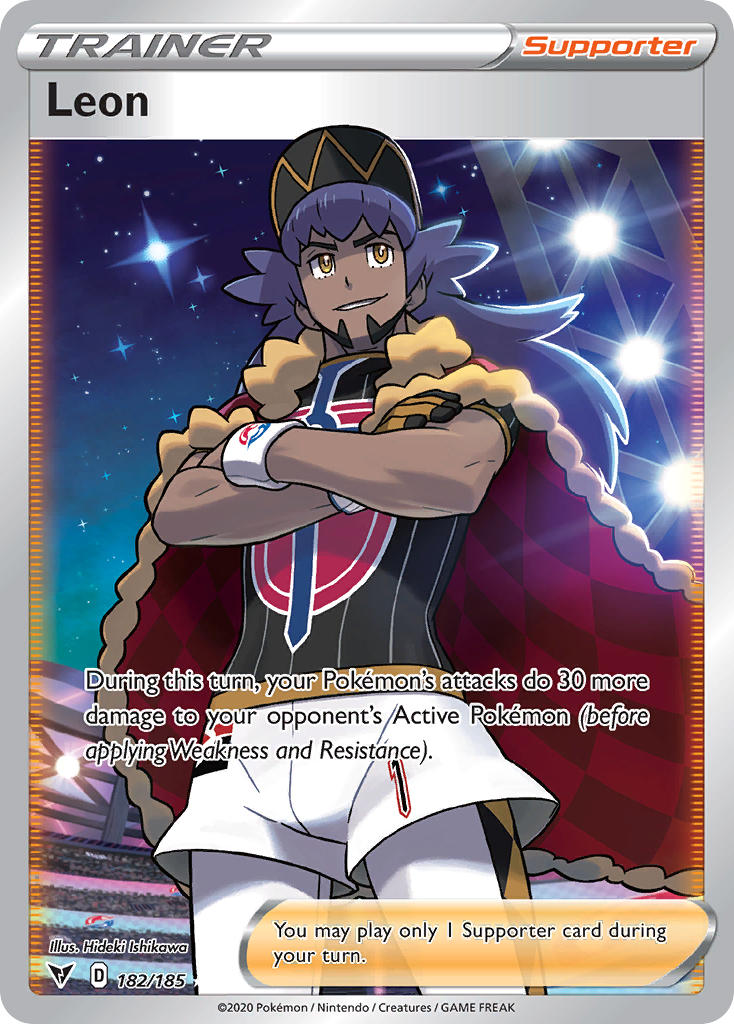 TRAINER
Supporter
Leon
During this turn, your Pokémon's attacks do 30 more
damage to your opponent's Active Pokémon (before
applying Weakness and Resistance).
1
You may play only 1 Supporter card during
your turn.
Illus. Hideki Ishikawa
D 182/185
©2020 Pokémon / Nintendo / Creatures / GAME FREAK